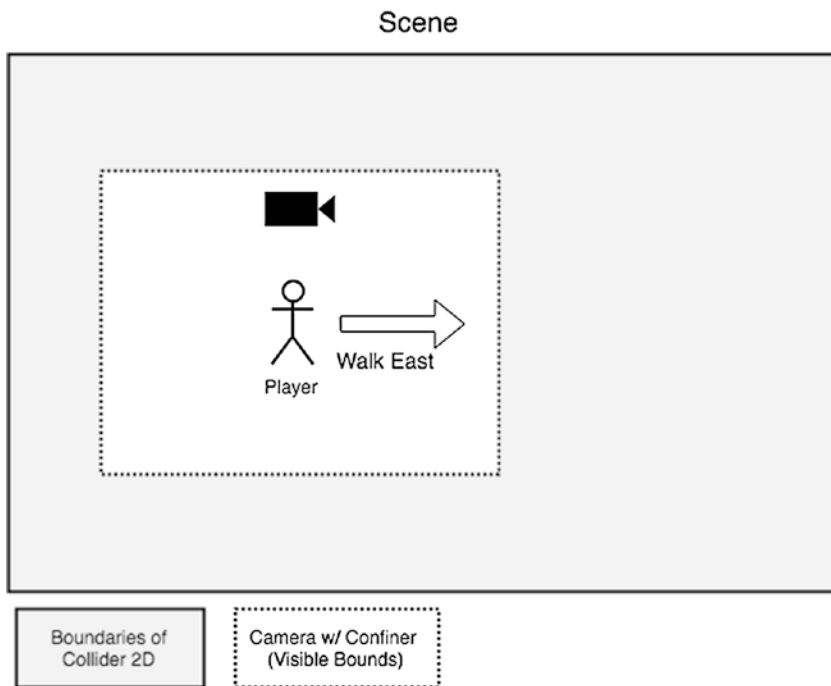 Scene
Walk East
Player
Boundaries of
Collider 2D
Camera w/ Confiner
(Visible Bounds)